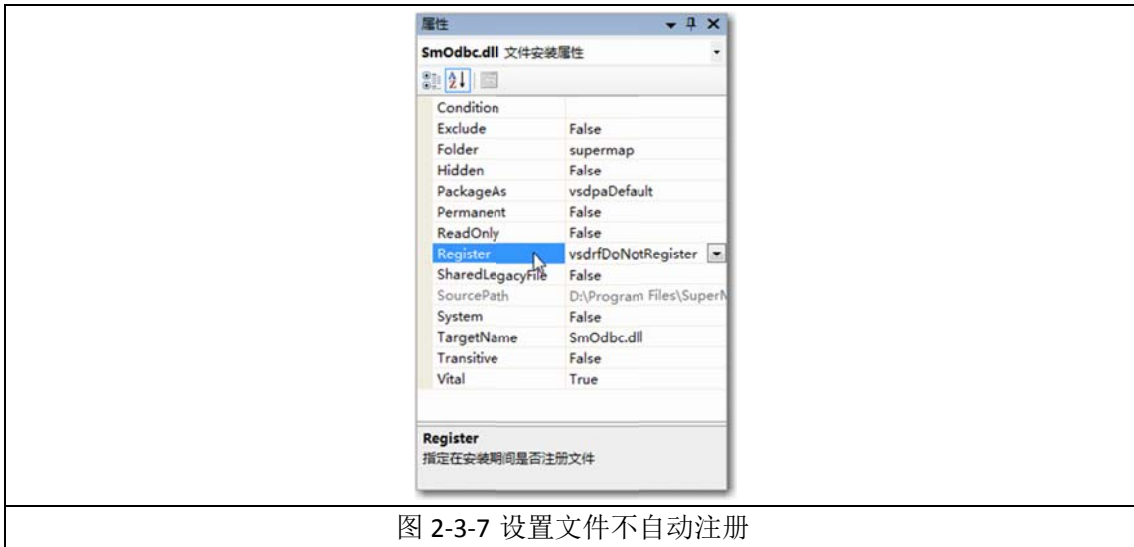 属性
SmOdbc.dll 文件安装属性
Condition
Exclude False
Folder supermap
Hidden False
PackageAs vsdpaDefault
Permanent False
ReadOnly False
Register vsdrfDoNotRegister
SharedLegacyFile False
SourcePath D:\Program Files\SuperM
System False
TargetName SmOdbc.dll
Transitive False
Vital True
Register
指定在安装期间是否注册文件
图 2-3-7 设置文件不自动注册